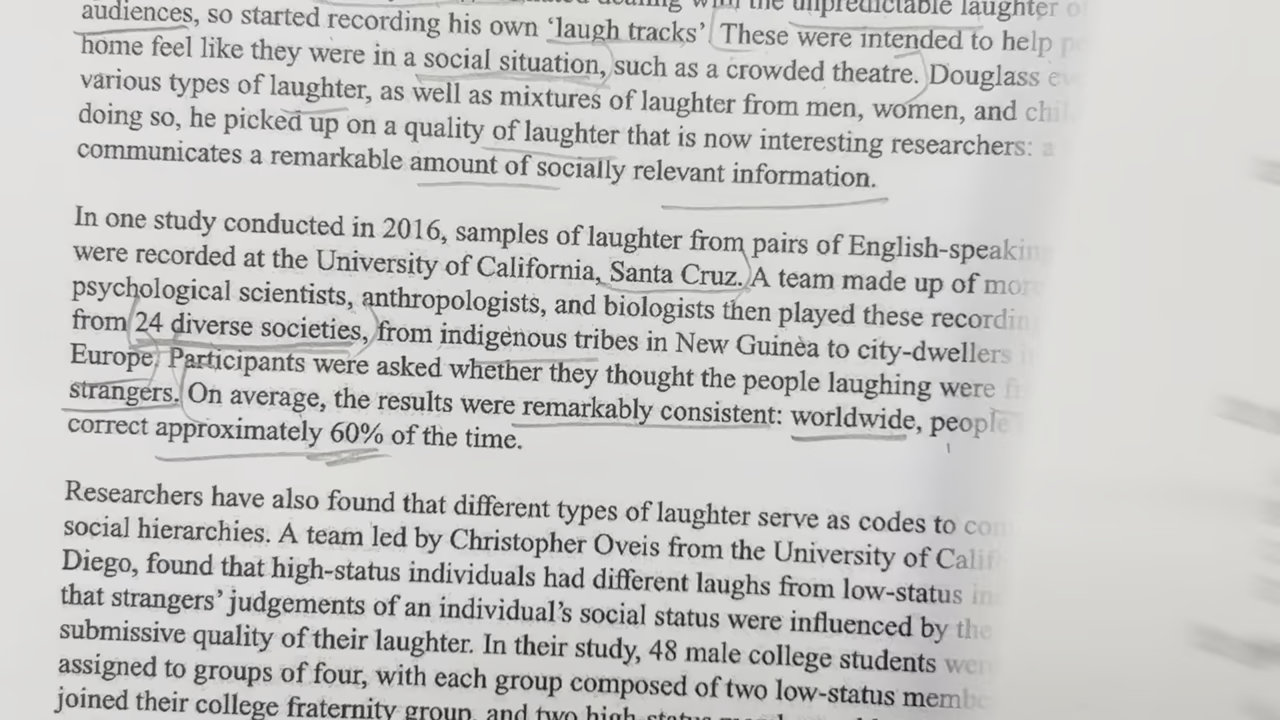 the unpredictable laughter
audiences, so started recording his own ‘laugh tracks’ These were intended to help
home feel like they were in a social situation, such as a crowded theatre. Douglass
various types of laughter, as well as mixtures of laughter from men, women, and
doing so, he picked up on a quality of laughter that is now interesting researchers: a
communicates a remarkable amount of socially relevant information.
In one study conducted in 2016, samples of laughter from pairs of English-speakin
were recorded at the University of California, Santa Cruz. A team made up of more
psychological scientists, anthropologists, and biologists then played these recordin
from 24 diverse societies, from indigenous tribes in New Guinea to city-dwellers
Europe. Participants were asked whether they thought the people laughing were
strangers. On average, the results were remarkably consistent: worldwide, people
correct approximately 60% of the time.
Researchers have also found that different types of laughter serve as codes to
social hierarchies. A team led by Christopher Oveis from the University of Calif
Diego, found that high-status individuals had different laughs from low-status
that strangers’ judgements of an individual’s social status were influenced by the
submissive quality of their laughter. In their study, 48 male college students were
assigned to groups of four, with each group composed of two low-status membe
joined their college fraternity group, and two high-status